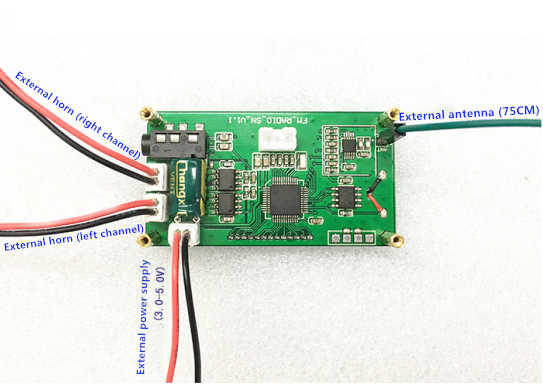 External horn (right channel)
FM_RADIO_SN_V1.1
External antenna (75CM)
External horn (left channel)
External power supply
(3.0-5.0V)